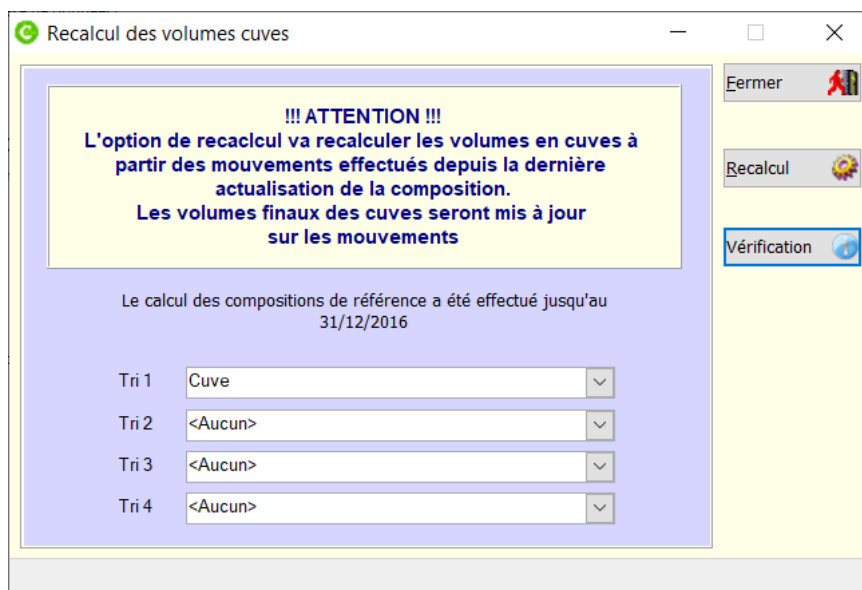 Recalcul des volumes cuves
!!! ATTENTION !!!
L'option de recaclcul va recalculer les volumes en cuves à
partir des mouvements effectués depuis la dernière
actualisation de la composition.
Les volumes finaux des cuves seront mis à jour
sur les mouvements
Le calcul des compositions de référence a été effectué jusqu'au
31/12/2016
Tri 1 Cuve
Tri 2 <Aucun>
Tri 3 <Aucun>
Tri 4 <Aucun>
Fermer
Recalcul
Vérification